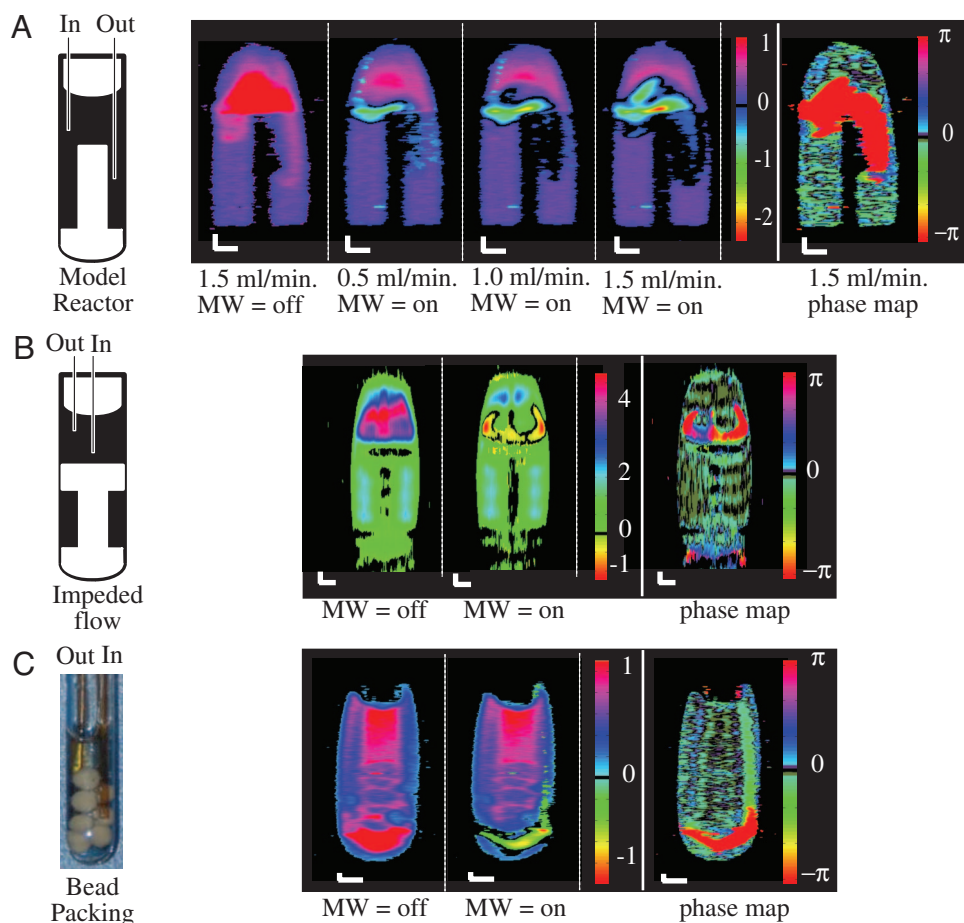 A
In Out
Model
Reactor
1
0
-1
-2
π
0
−π
1.5 ml/min.
MW = off
0.5 ml/min.
MW = on
1.0 ml/min.
MW = on
1.5 ml/min.
MW = on
1.5 ml/min.
phase map
B
Out In
Impeded
flow
4
2
0
-1
π
0
−π
MW = off
MW = on
phase map
C
Out In
Bead
Packing
1
0
-1
π
0
−π
MW = off
MW = on
phase map